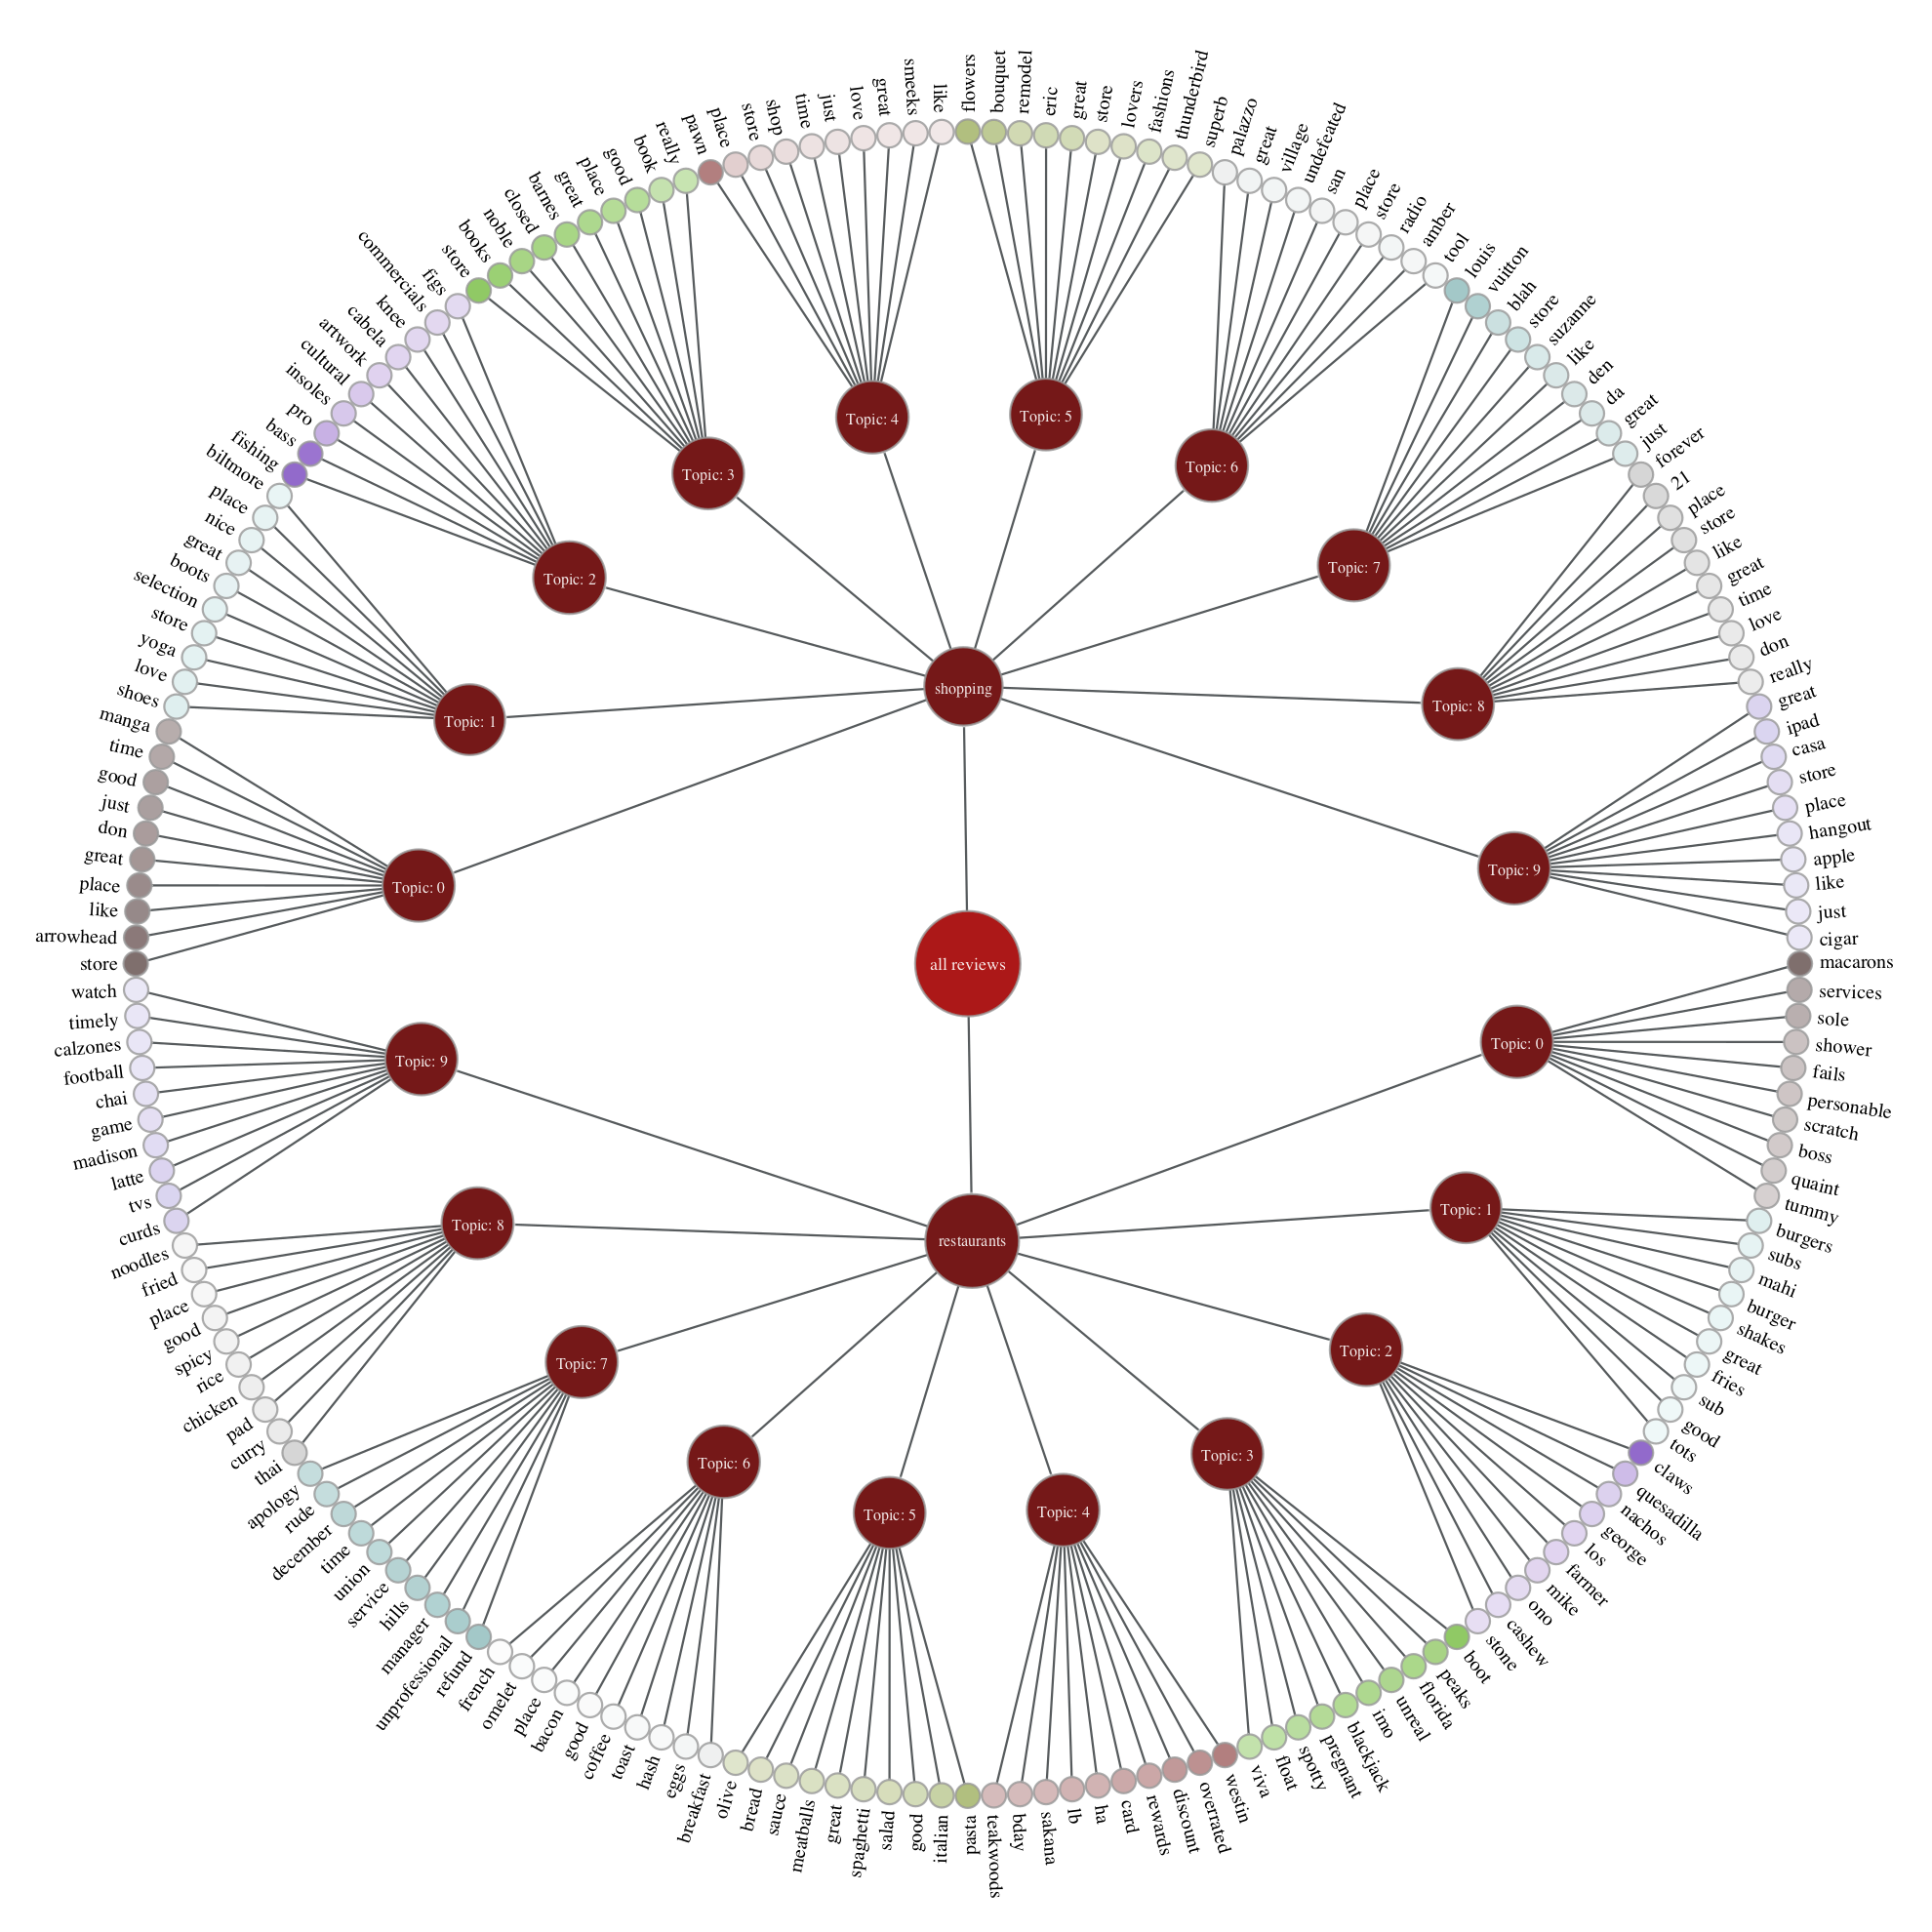 all reviews
shopping
Topic: 0
store
arrowhead
like
place
great
don
just
good
time
manga
Topic: 1
shoes
love
yoga
store
selection
boots
great
nice
place
biltmore
Topic: 2
fishing
bass
pro
insoles
cultural
artwork
cabela
knee
commercials
figs
Topic: 3
store
books
noble
closed
barnes
great
place
good
book
really
Topic: 4
pawn
place
store
shop
time
just
love
great
smeeks
like
Topic: 5
flowers
bouquet
remodel
eric
great
store
lovers
fashions
thunderbird
superb
Topic: 6
palazzo
great
village
undefeated
san
place
store
radio
amber
tool
Topic: 7
louis
vuitton
blah
store
suzanne
like
den
da
great
just
Topic: 8
forever
21
place
store
like
great
time
love
don
really
Topic: 9
great
ipad
casa
store
place
hangout
apple
like
just
cigar
restaurants
Topic: 0
macarons
services
sole
shower
fails
personable
scratch
boss
quaint
tummy
Topic: 1
burgers
subs
mahi
burger
shakes
great
fries
sub
good
tots
Topic: 2
claws
quesadilla
nachos
george
los
farmer
mike
ono
cashew
stone
Topic: 3
boot
peaks
florida
unreal
imo
blackjack
pregnant
spotty
float
viva
Topic: 4
westin
overrated
discount
rewards
card
ha
lb
sakana
bday
teakwoods
Topic: 5
pasta
italian
good
salad
spaghetti
great
meatballs
sauce
bread
olive
Topic: 6
breakfast
eggs
hash
toast
coffee
good
bacon
place
omelet
french
Topic: 7
refund
unprofessional
manager
hills
service
union
time
december
rude
apology
Topic: 8
thai
curry
pad
chicken
rice
spicy
good
place
fried
noodles
Topic: 9
curds
tvs
latte
madison
game
chai
football
calzones
timely
watch